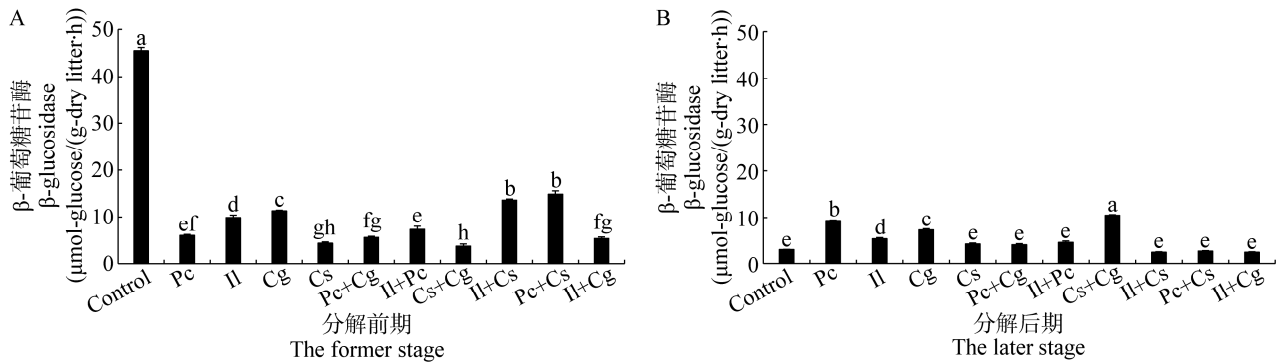 A
β-葡萄糖苷酶
β-glucosidase
(μmol-glucose/(g-dry litter·h))
50
40
30
20
10
0
a
ef
d
c
gh
fg
e
h
b
b
fg
Control
Pc
Il
Cg
Cs
Pc+Cg
Il+Pc
Cs+Cg
Il+Cs
Pc+Cs
Il+Cg
分解前期
The former stage
B
β-葡萄糖苷酶
β-glucosidase
(μmol-glucose/(g-dry litter·h))
50
40
30
20
10
0
e
b
d
c
e
e
e
a
e
e
e
Control
Pc
Il
Cg
Cs
Pc+Cg
Il+Pc
Cs+Cg
Il+Cs
Pc+Cs
Il+Cg
分解后期
The later stage